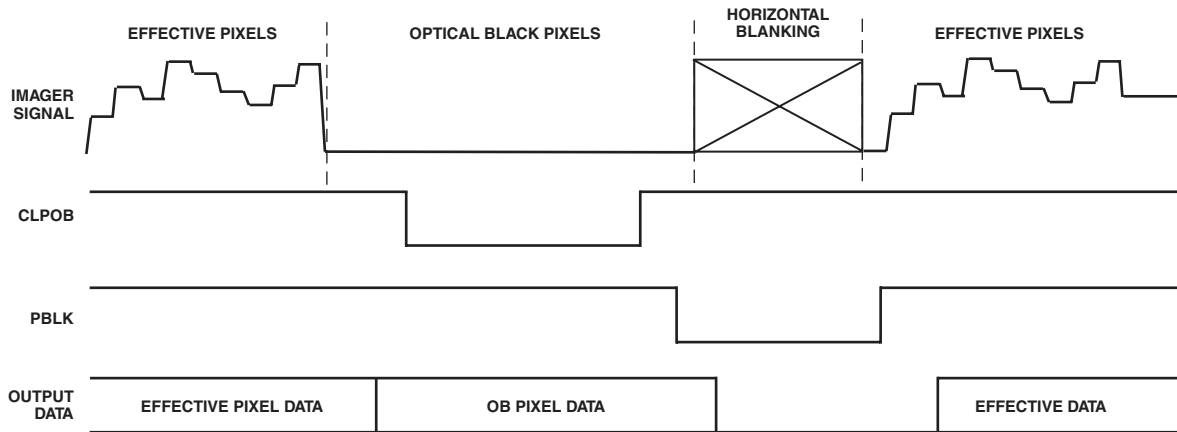 EFFECTIVE PIXELS
OPTICAL BLACK PIXELS
HORIZONTAL
BLANKING
EFFECTIVE PIXELS
IMAGER
SIGNAL
CLPOB
PBLK
OUTPUT
DATA
EFFECTIVE PIXEL DATA
OB PIXEL DATA
EFFECTIVE DATA